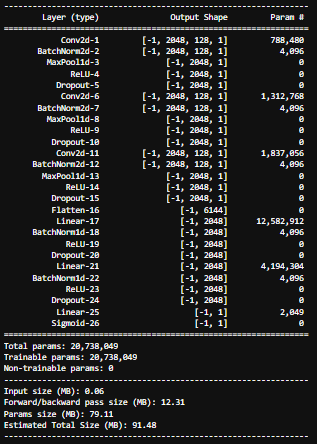 Layer (type) Output Shape Param #
Conv2d-1 [-1, 2048, 128, 1] 788,480
BatchNorm2d-2 [-1, 2048, 128, 1] 4,096
MaxPool1d-3 [-1, 2048, 1] 0
ReLU-4 [-1, 2048, 1] 0
Dropout-5 [-1, 2048, 1] 0
Conv2d-6 [-1, 2048, 128, 1] 1,312,768
BatchNorm2d-7 [-1, 2048, 128, 1] 4,096
MaxPool1d-8 [-1, 2048, 1] 0
ReLU-9 [-1, 2048, 1] 0
Dropout-10 [-1, 2048, 1] 0
Conv2d-11 [-1, 2048, 128, 1] 1,837,056
BatchNorm2d-12 [-1, 2048, 128, 1] 4,096
MaxPool1d-13 [-1, 2048, 1] 0
ReLU-14 [-1, 2048, 1] 0
Dropout-15 [-1, 2048, 1] 0
Flatten-16 [-1, 6144] 0
Linear-17 [-1, 2048] 12,582,912
BatchNorm1d-18 [-1, 2048] 4,096
ReLU-19 [-1, 2048] 0
Dropout-20 [-1, 2048] 0
Linear-21 [-1, 2048] 4,194,304
BatchNorm1d-22 [-1, 2048] 4,096
ReLU-23 [-1, 2048] 0
Dropout-24 [-1, 2048] 0
Linear-25 [-1, 1] 2,049
Sigmoid-26 [-1, 1] 0
Total params: 20,738,049
Trainable params: 20,738,049
Non-trainable params: 0
Input size (MB): 0.06
Forward/backward pass size (MB): 12.31
Params size (MB): 79.11
Estimated Total Size (MB): 91.48